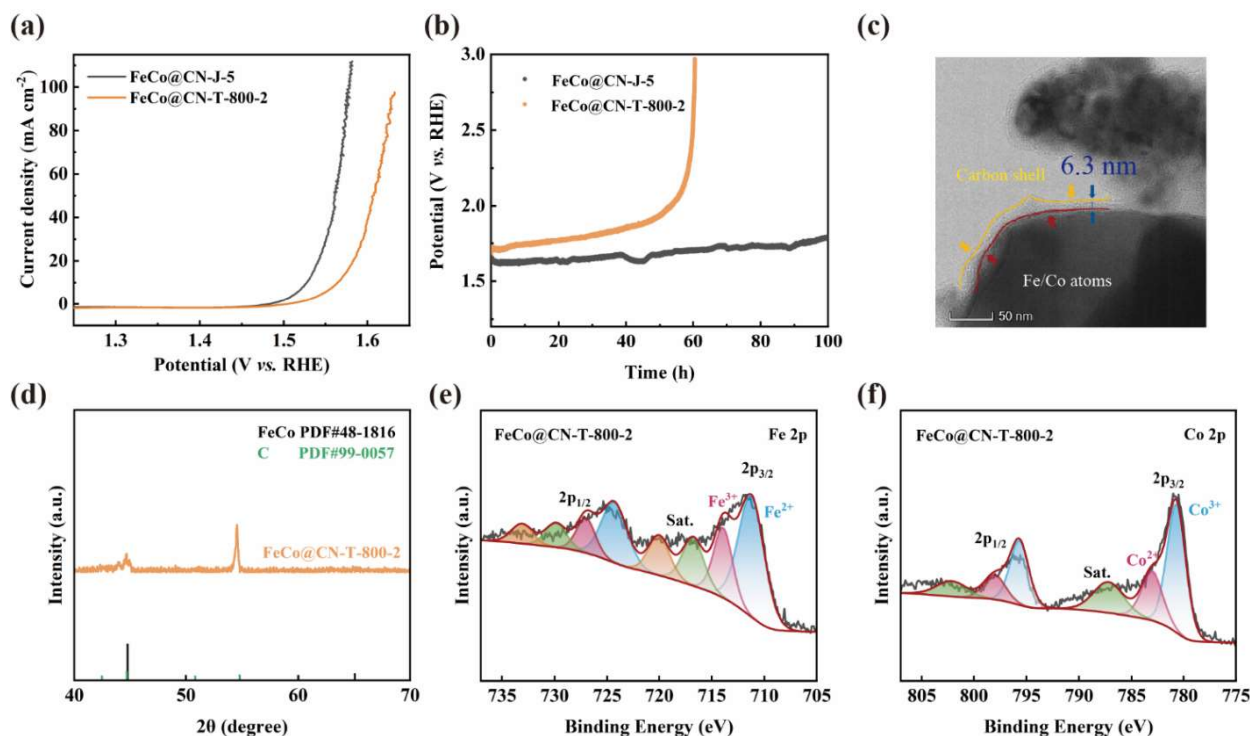 (a)
FeCo@CN-J-5
FeCo@CN-T-800-2
Current density (mA cm⁻²)
100
80
60
40
20
0
1.3 1.4 1.5 1.6
Potential (V vs. RHE)
(b)
FeCo@CN-J-5
FeCo@CN-T-800-2
Potential (V vs. RHE)
3.0
2.5
2.0
1.5
0 20 40 60 80 100
Time (h)
(c)
Carbon shell
6.3 nm
Fe/Co atoms
50 nm
(d)
FeCo PDF#48-1816
C PDF#99-0057
FeCo@CN-T-800-2
Intensity (a.u.)
40 50 60 70
2θ (degree)
(e)
FeCo@CN-T-800-2 Fe 2p
2p₃/₂
2p₁/₂ Fe³⁺
Fe²⁺
Sat.
Intensity (a.u.)
735 730 725 720 715 710 705
Binding Energy (eV)
(f)
FeCo@CN-T-800-2 Co 2p
2p₃/₂
Co³⁺
2p₁/₂
Co²⁺
Sat.
Intensity (a.u.)
805 800 795 790 785 780 775
Binding Energy (eV)